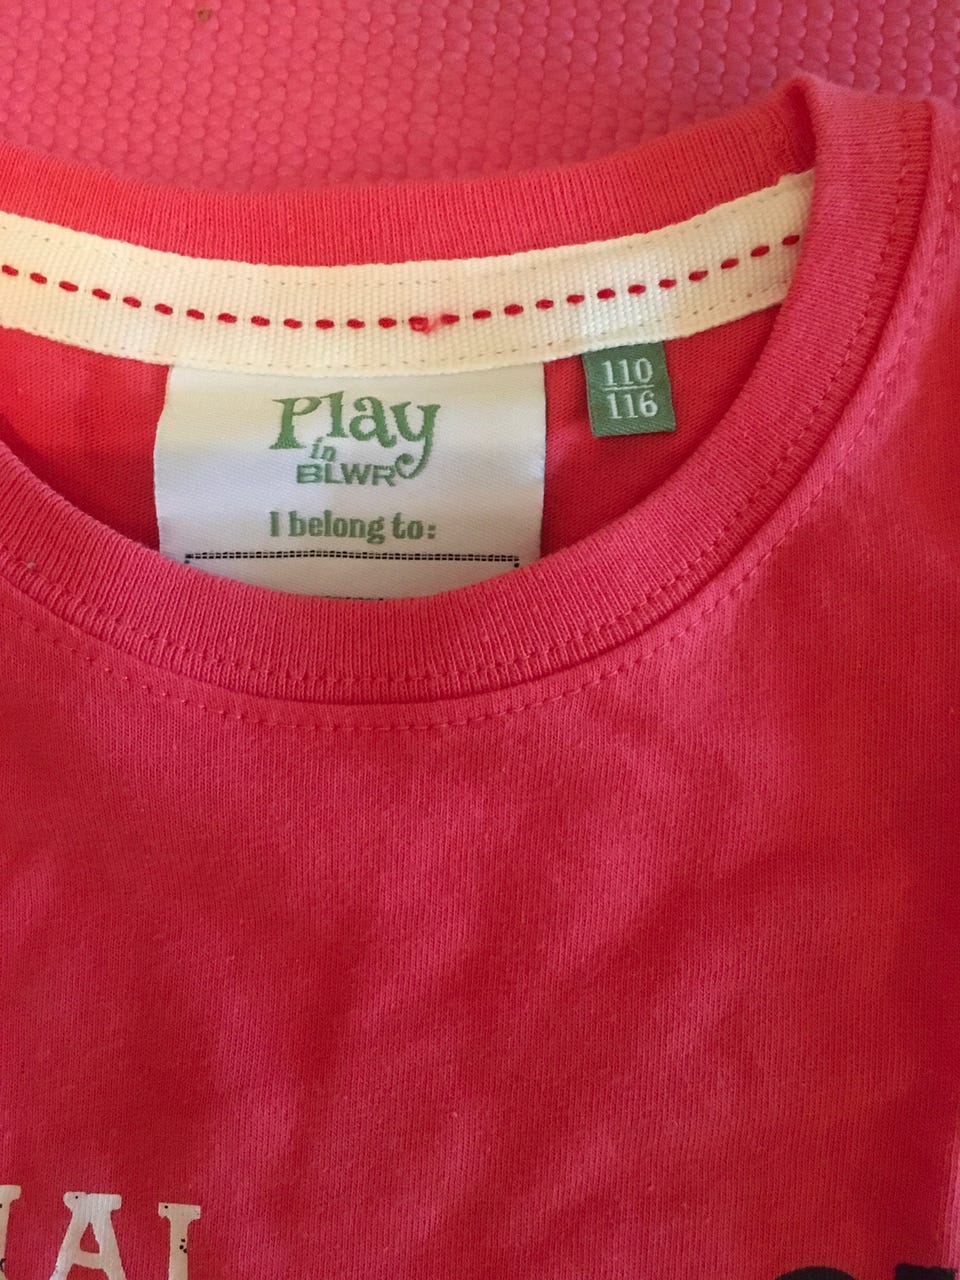 Play
in
BLWR
I belong to:
110
116